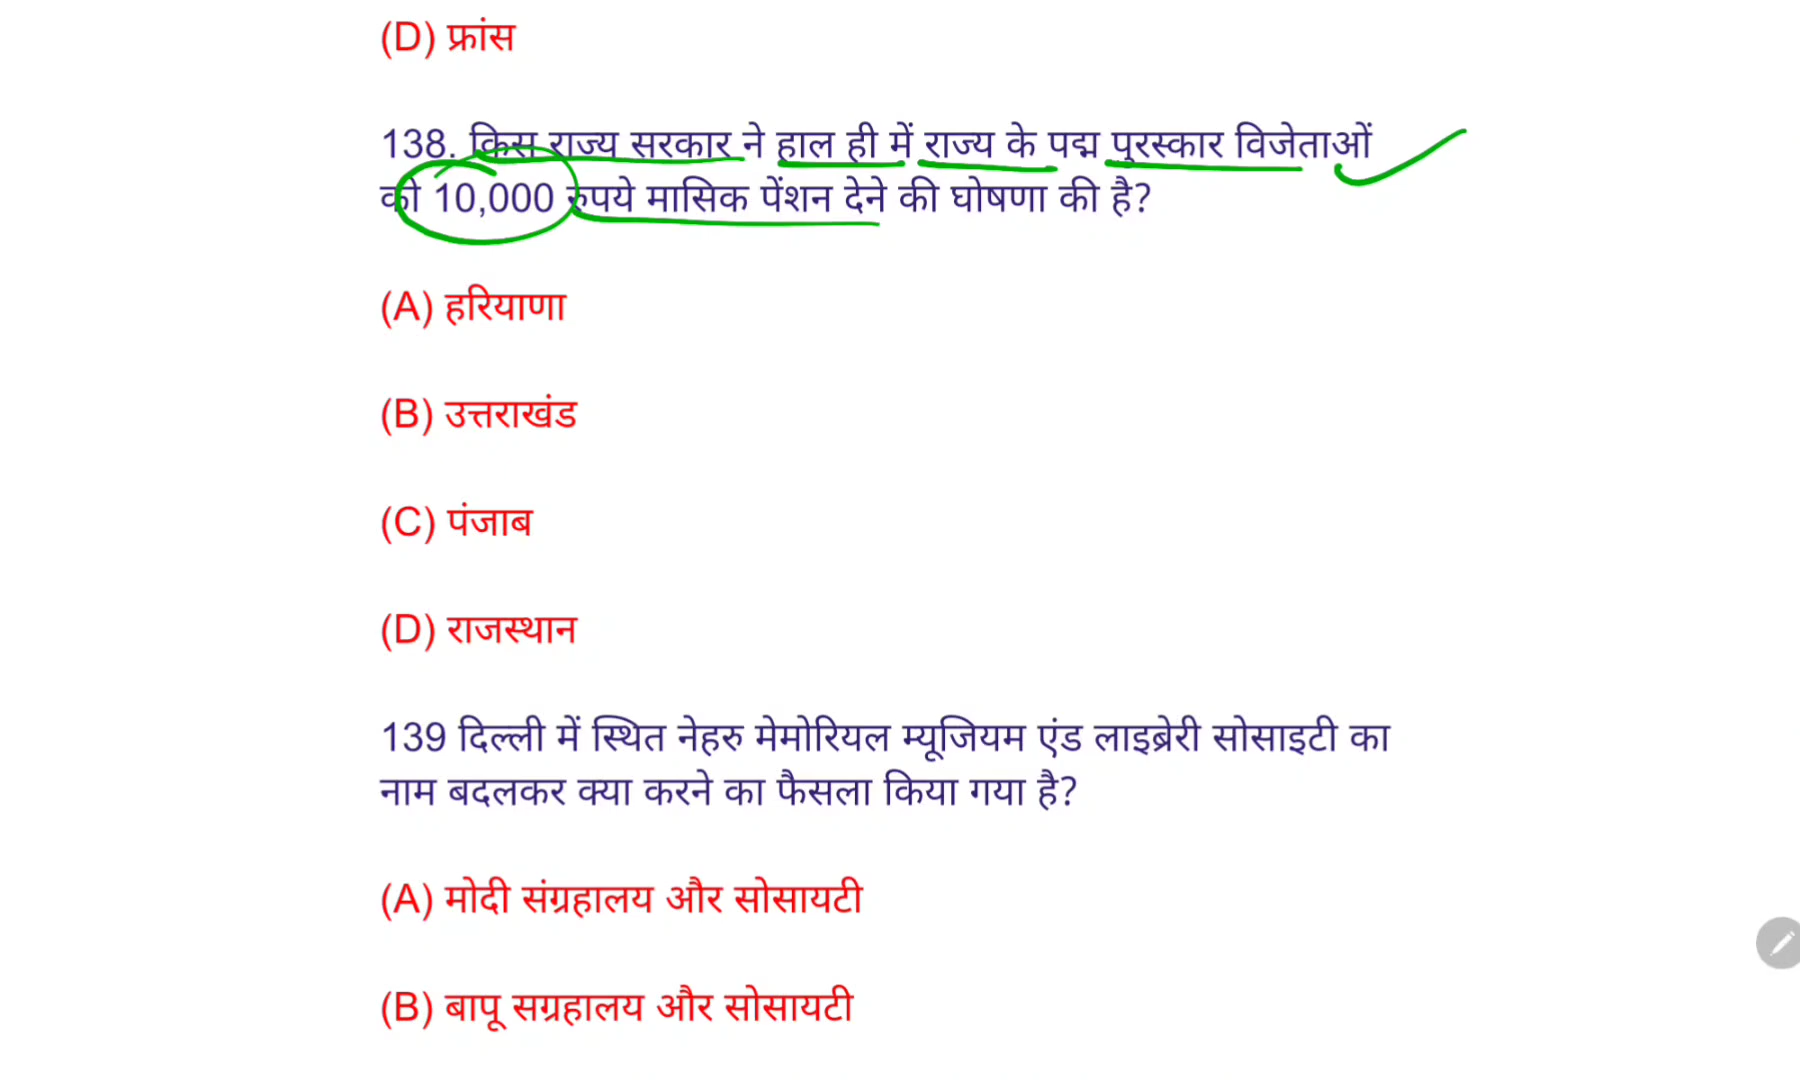 (D) फ्रांस
138. किस राज्य सरकार ने हाल ही में राज्य के पद्म पुरस्कार विजेताओं
को 10,000 रुपये मासिक पेंशन देने की घोषणा की है?
(A) हरियाणा
(B) उत्तराखंड
(C) पंजाब
(D) राजस्थान
139 दिल्ली में स्थित नेहरु मेमोरियल म्यूजियम एंड लाइब्रेरी सोसाइटी का
नाम बदलकर क्या करने का फैसला किया गया है?
(A) मोदी संग्रहालय और सोसायटी
(B) बापू सग्रहालय और सोसायटी